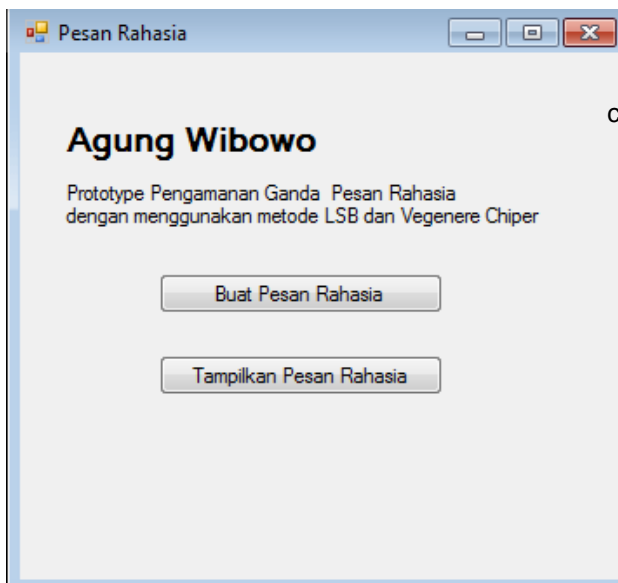 Pesan Rahasia
c
Agung Wibowo
Prototype Pengamanan Ganda Pesan Rahasia
dengan menggunakan metode LSB dan Vegenere Chiper
Buat Pesan Rahasia
Tampilkan Pesan Rahasia